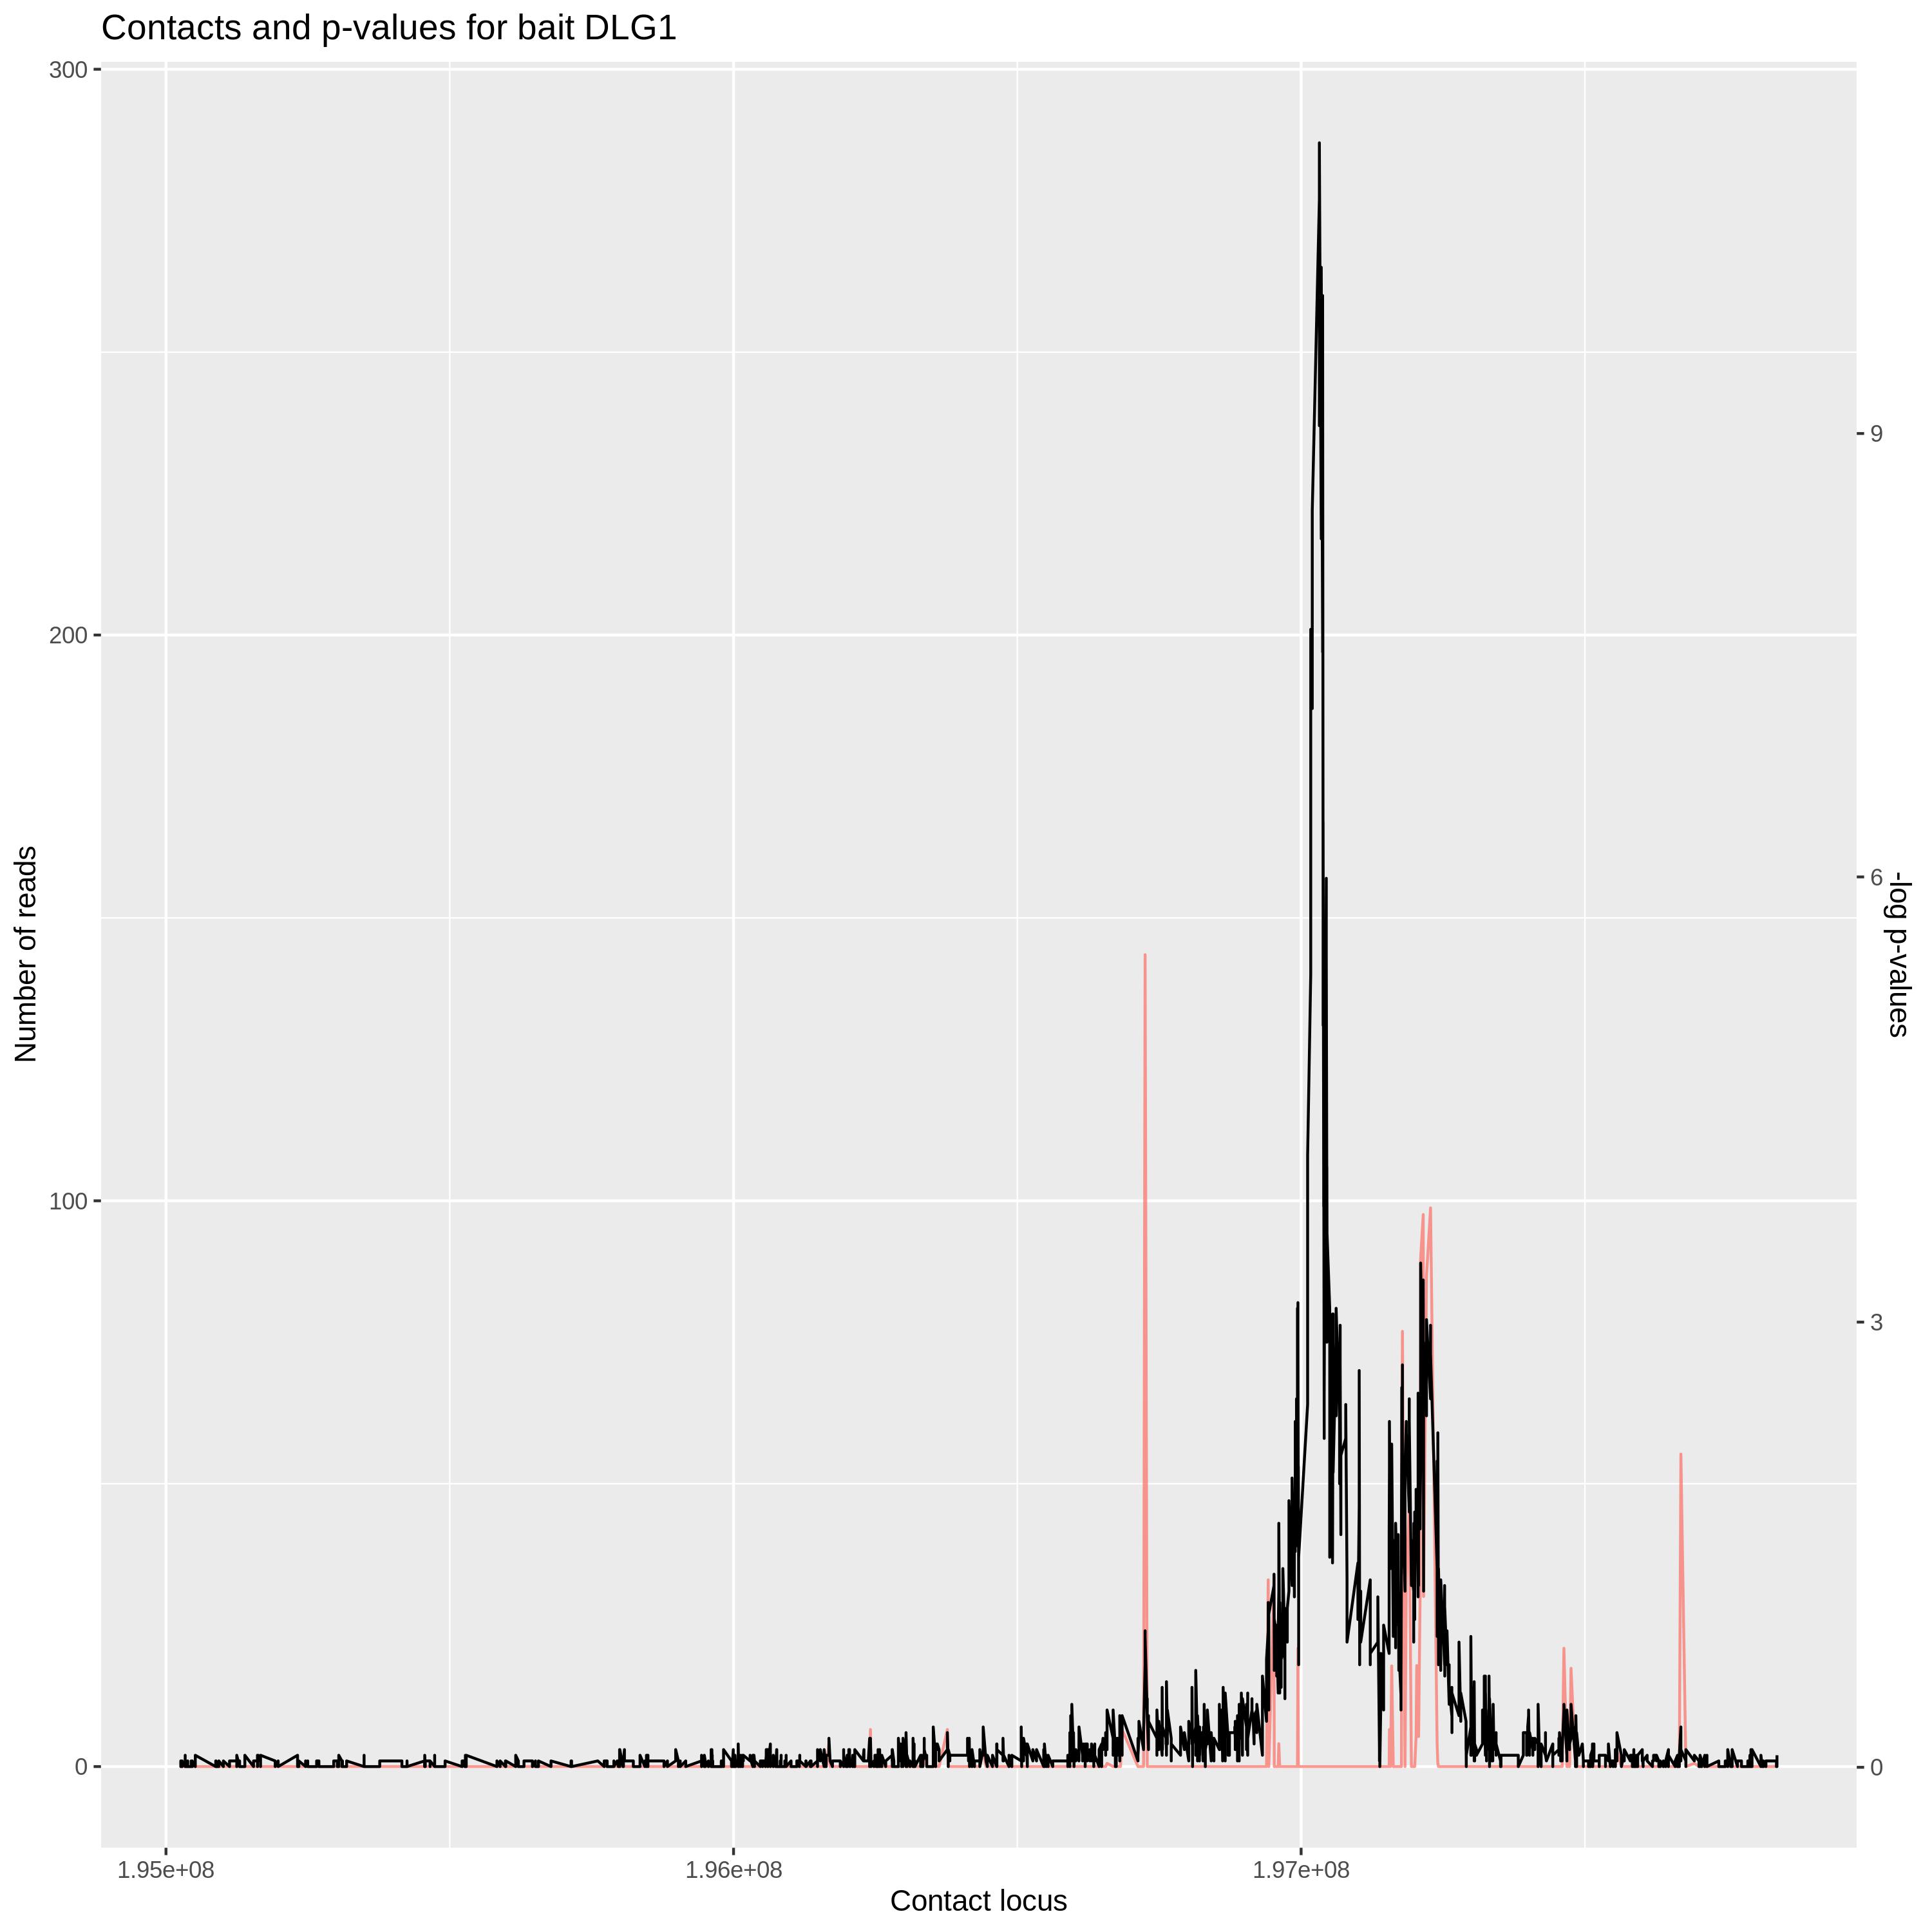 Contacts and p-values for bait DLG1
300
200
100
0
Number of reads
9
6
3
0
-log p-values
1.95e+08
1.96e+08
1.97e+08
Contact locus